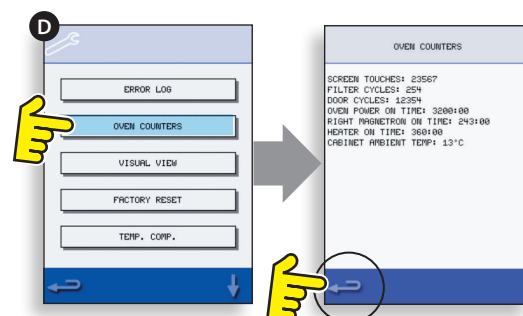 D
ERROR LOG
OVEN COUNTERS
VISUAL VIEW
FACTORY RESET
TEMP. COMP.
OVEN COUNTERS
SCREEN TOUCHES: 23567
FILTER CYCLES: 254
DOOR CYCLES: 12354
OVEN POWER ON TIME: 3200:00
RIGHT MAGNETRON ON TIME: 243:00
HEATER ON TIME: 360:00
CABINET AMBIENT TEMP: 13°C